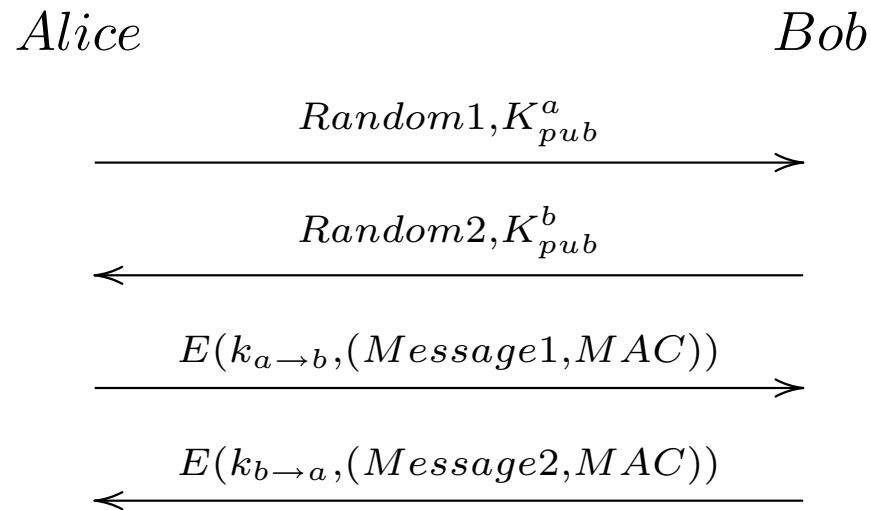 Alice Bob
Random1,K^a_pub
Random2,K^b_pub
E(k_a→b,(Message1,MAC))
E(k_b→a,(Message2,MAC))